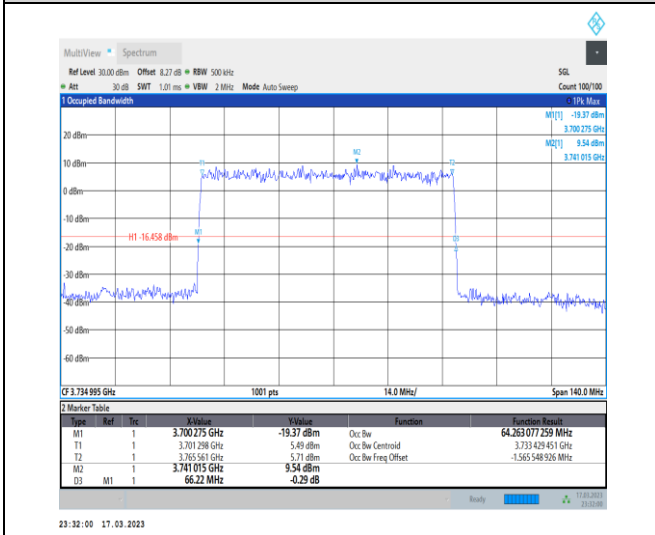 MultiView Spectrum
Ref Level 30.00 dBm Offset 8.27 dB RBW 500 kHz SGL
Att 30 dB SWT 1.01 ms VBW 2 MHz Mode Auto Sweep Count 100/100
1 Occupied Bandwidth 1Pk Max
M1[1] -19.37 dBm
3.700 275 GHz
M2[1] 9.54 dBm
3.741 015 GHz
20 dBm
10 dBm
0 dBm
-10 dBm
-20 dBm
-30 dBm
-40 dBm
-50 dBm
-60 dBm
T1
M2
T2
M1
D3
H1 -16.458 dBm
CF 3.734 995 GHz 1001 pts 14.0 MHz/ Span 140.0 MHz
2 Marker Table
Type Ref Trc X-Value Y-Value Function Function Result
M1 1 3.700 275 GHz -19.37 dBm Occ Bw 64.263 077 259 MHz
T1 1 3.701 298 GHz 5.49 dBm Occ Bw Centroid 3.733 429 451 GHz
T2 1 3.765 561 GHz 5.71 dBm Occ Bw Freq Offset -1.565 548 926 MHz
M2 1 3.741 015 GHz 9.54 dBm
D3 M1 1 66.22 MHz -0.29 dB
Ready 17.03.2023
23:32:00
23:32:00 17.03.2023